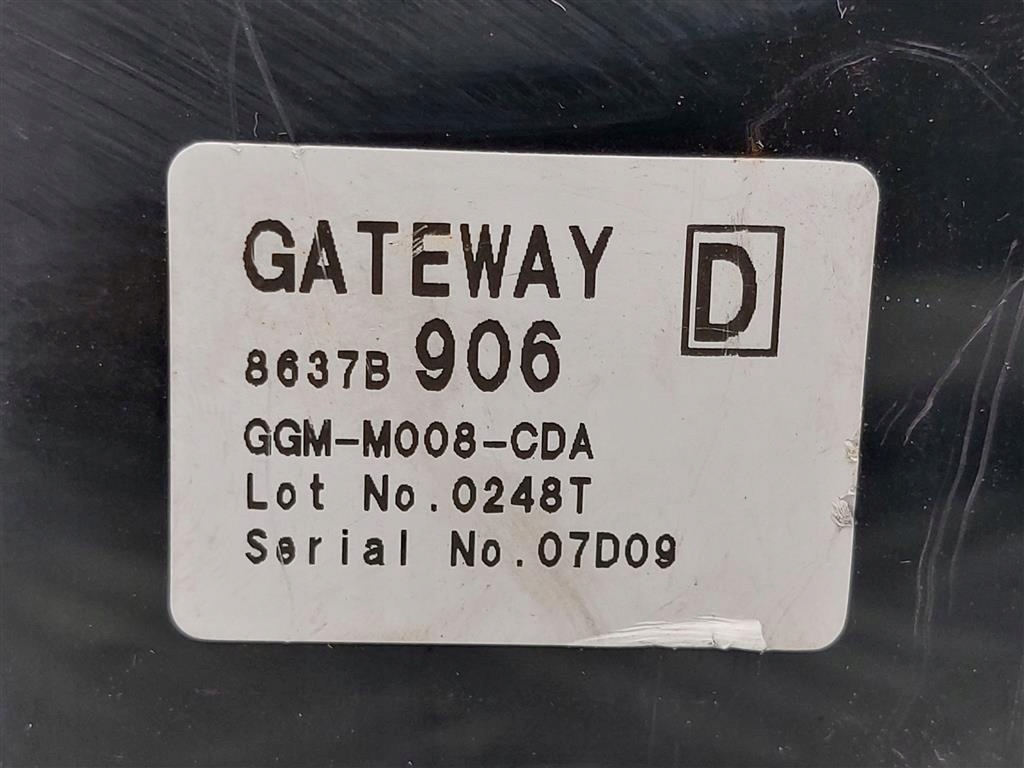 GATEWAY D
8637B 906
GGM-M008-CDA
Lot No.0248T
Serial No.07D09